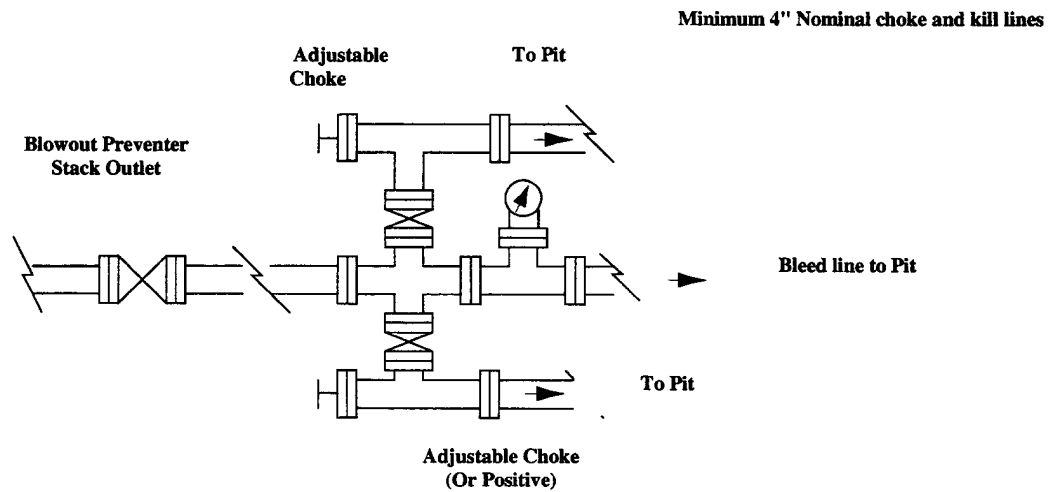 Minimum 4" Nominal choke and kill lines
Adjustable
Choke
To Pit
Blowout Preventer
Stack Outlet
Bleed line to Pit
To Pit
Adjustable Choke
(Or Positive)